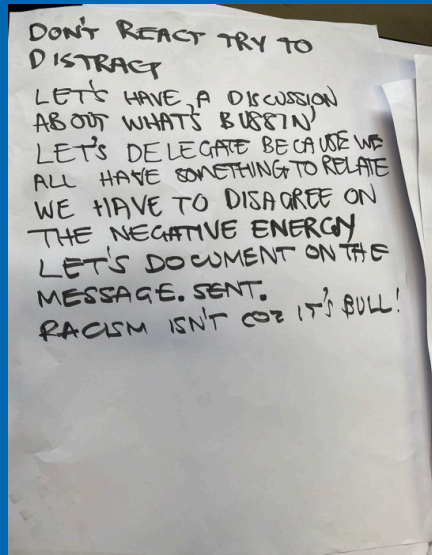 DON'T REACT TRY TO
DISTRACT
LET'S HAVE A DISCUSSION
ABOUT WHAT'S BUSSIN'
LET'S DELEGATE BECAUSE WE
ALL HAVE SOMETHING TO RELATE
WE HAVE TO DISAGREE ON
THE NEGATIVE ENERGY
LET'S DOCUMENT ON THE
MESSAGE. SENT.
RACISM ISN'T COZ IT'S BULL!